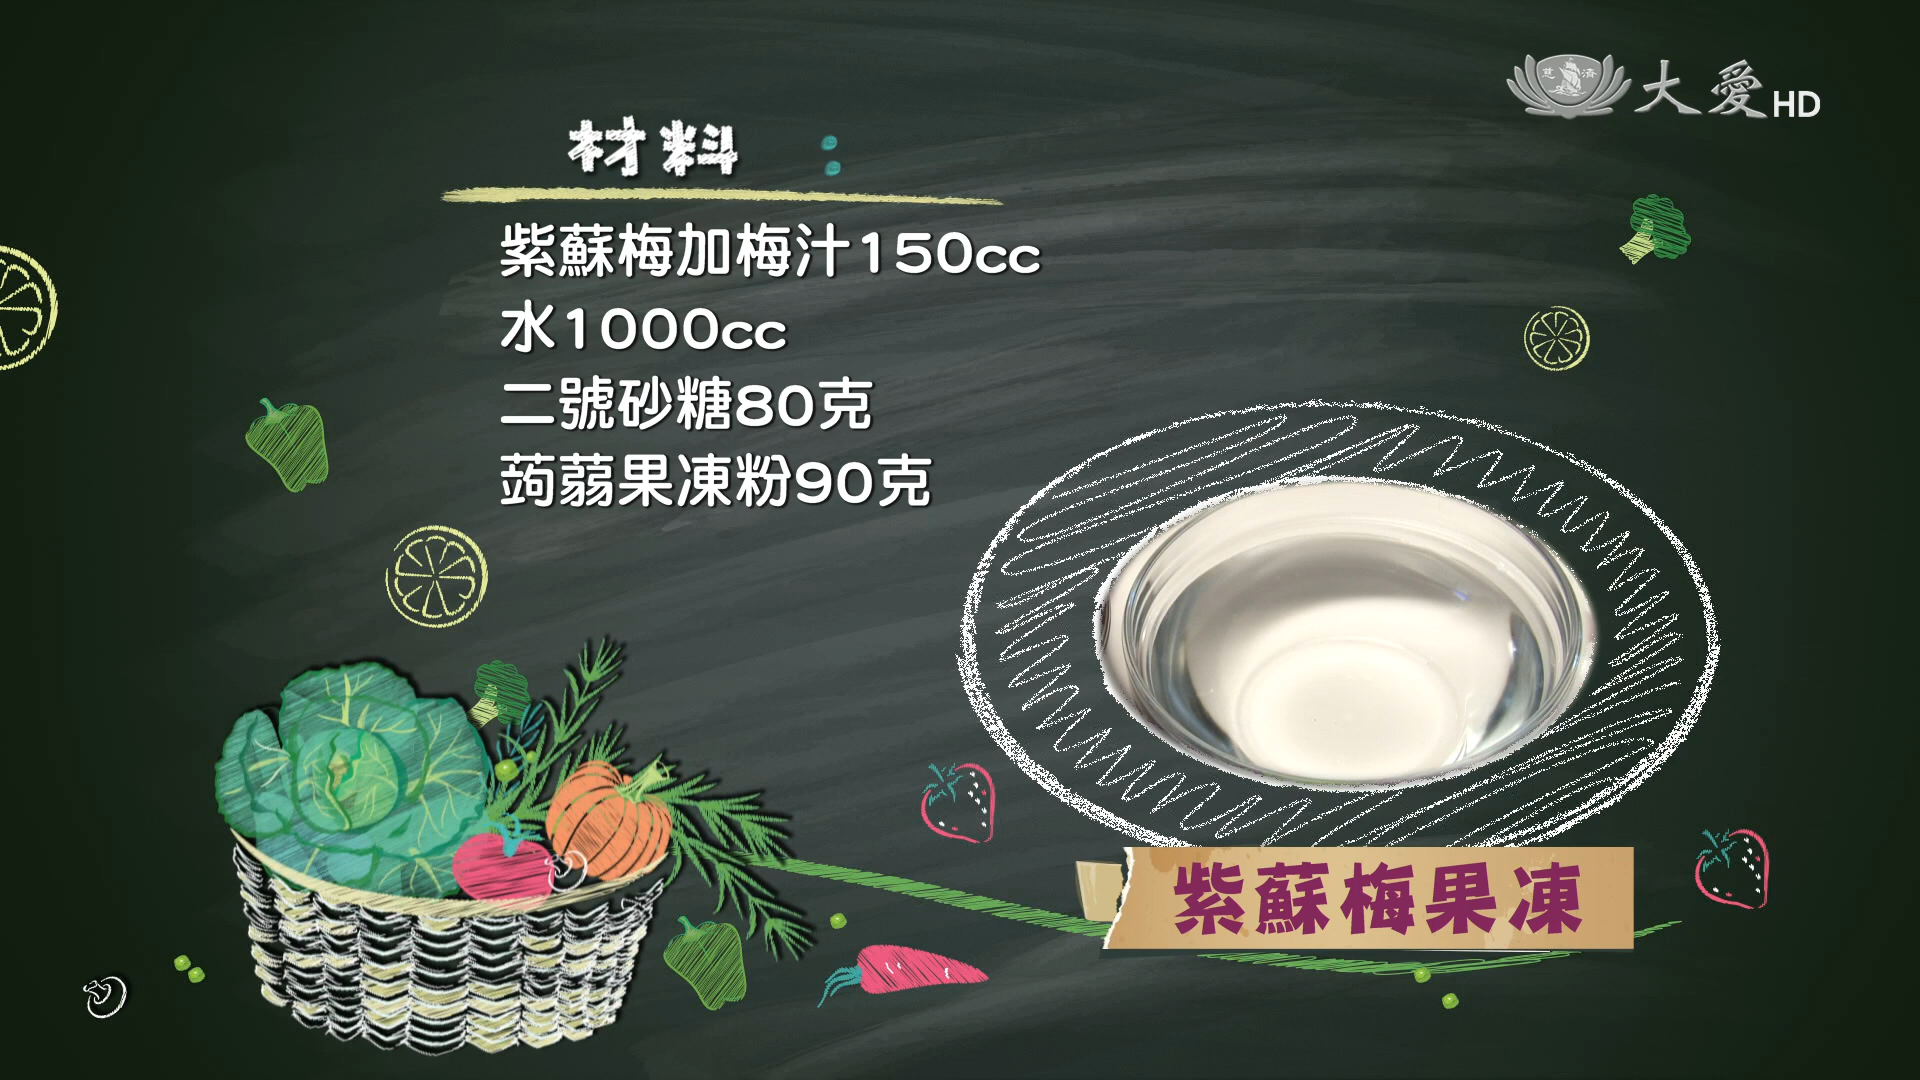 慈濟
大愛HD
材料：
紫蘇梅加梅汁150cc
水1000cc
二號砂糖80克
蒟蒻果凍粉90克
紫蘇梅果凍